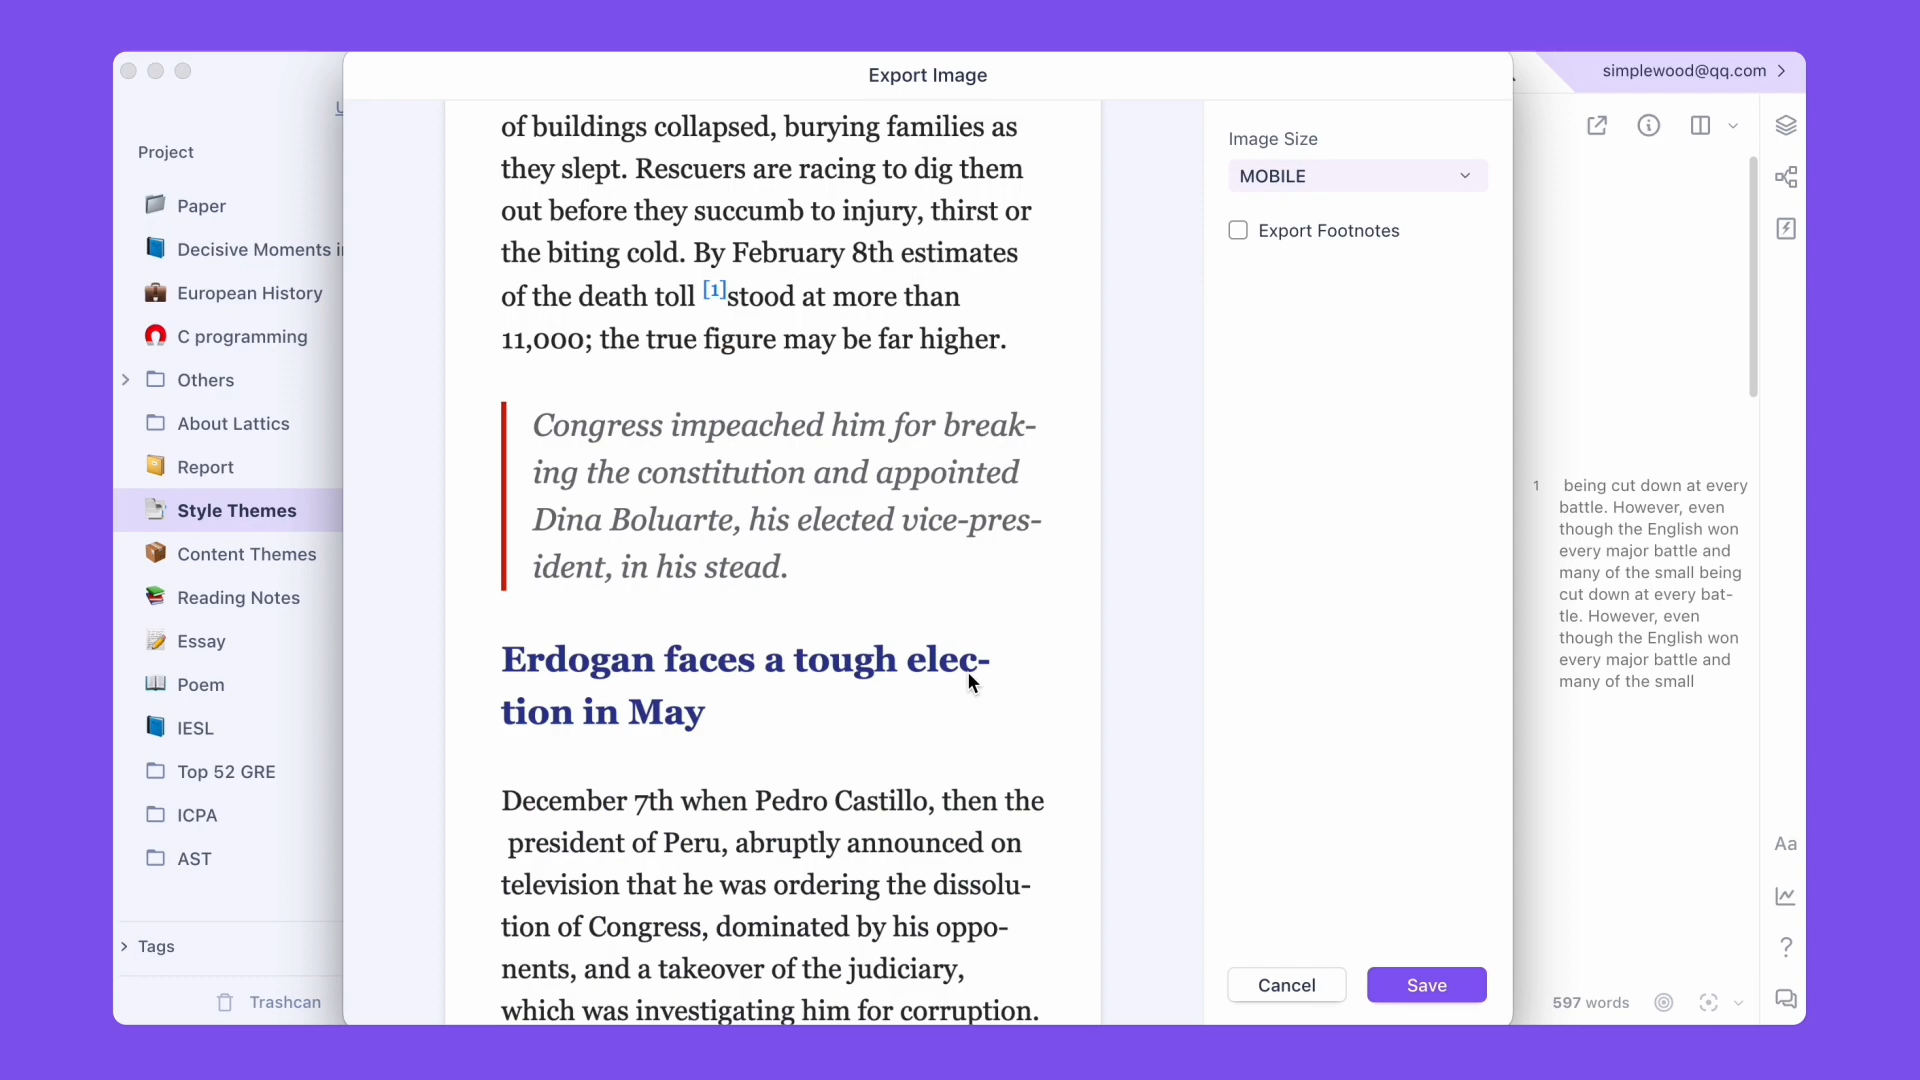 Export Image
simplewood@qq.com
Project
Paper
Decisive Moments i
European History
C programming
Others
About Lattics
Report
Style Themes
Content Themes
Reading Notes
Essay
Poem
IESL
Top 52 GRE
ICPA
AST
Tags
Trashcan
of buildings collapsed, burying families as
they slept. Rescuers are racing to dig them
out before they succumb to injury, thirst or
the biting cold. By February 8th estimates
of the death toll [1]stood at more than
11,000; the true figure may be far higher.
Congress impeached him for break-
ing the constitution and appointed
Dina Boluarte, his elected vice-pres-
ident, in his stead.
Erdogan faces a tough elec-
tion in May
December 7th when Pedro Castillo, then the
president of Peru, abruptly announced on
television that he was ordering the dissolu-
tion of Congress, dominated by his oppo-
nents, and a takeover of the judiciary,
which was investigating him for corruption.
Image Size
MOBILE
Export Footnotes
Cancel
Save
1 being cut down at every
battle. However, even
though the English won
every major battle and
many of the small being
cut down at every bat-
tle. However, even
though the English won
every major battle and
many of the small
Aa
?
597 words